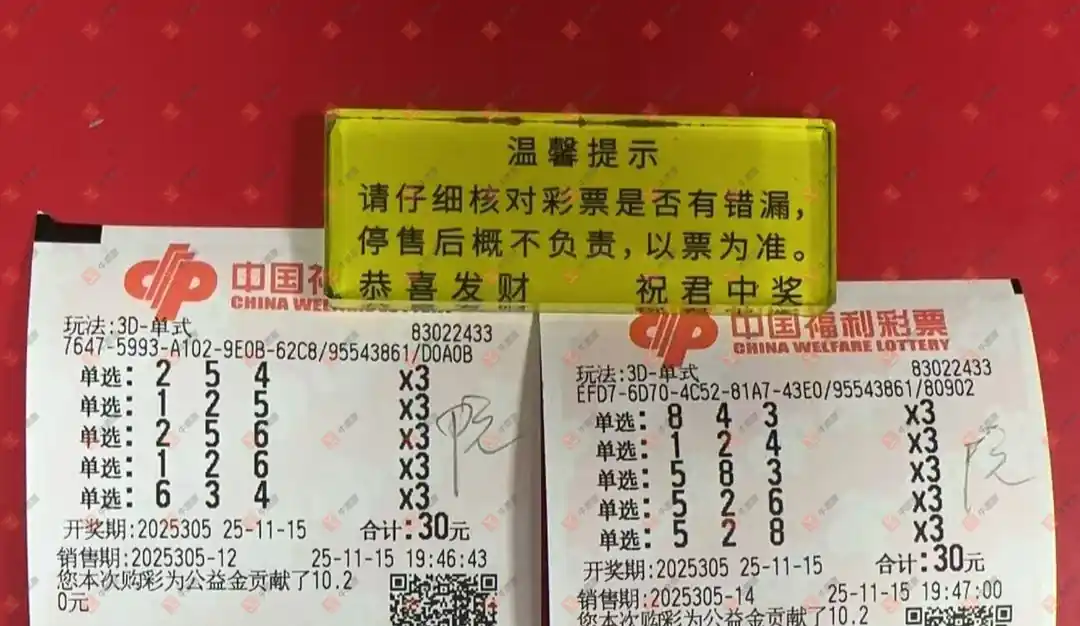 温馨提示
请仔细核对彩票是否有错漏,
停售后概不负责,以票为准。
恭喜发财 祝君中奖
中国福
CHINA WELF
玩法:3D-单式 83022433
7647-5993-A102-9E0B-62C8/95543861/D0A0B
单选: 2 5 4 x3
单选: 1 2 5 x3
单选: 2 5 6 x3
单选: 1 2 6 x3
单选: 6 3 4 x3
开奖期:2025305 25-11-15 合计:30元
销售期:2025305-12 25-11-15 19:46:43
您本次购彩为公益金贡献了10.2
0元
中国福利彩票
CHINA WELFARE LOTTERY
玩法:3D-单式 83022433
EFD7-6D70-4C52-81A7-43E0/95543861/80902
单选: 8 4 3 x3
单选: 1 2 4 x3
单选: 5 8 3 x3
单选: 5 2 6 x3
单选: 5 2 8 x3
开奖期:2025305 25-11-15 合计:30元
销售期:2025305-14 25-11-15 19:47:00
您本次购彩为公益金贡献了10.2